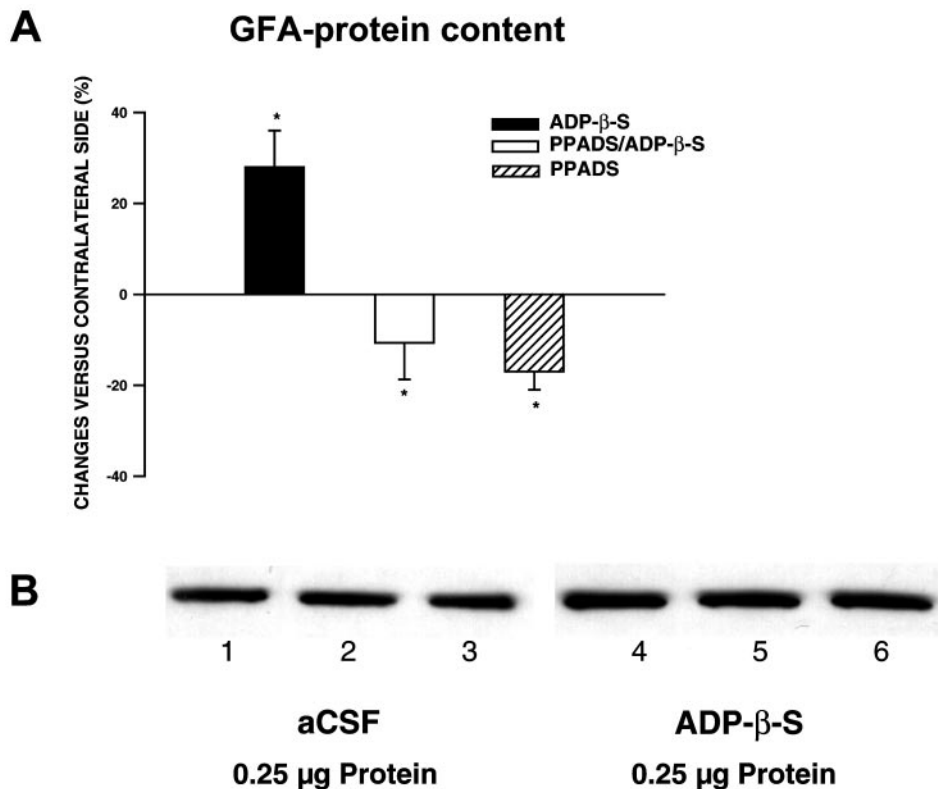 A
GFA-protein content
CHANGES VERSUS CONTRALATERAL SIDE (%)
40
20
0
-20
-40
*
*
*
ADP-β-S
PPADS/ADP-β-S
PPADS
B
1 2 3 4 5 6
aCSF ADP-β-S
0.25 µg Protein 0.25 µg Protein